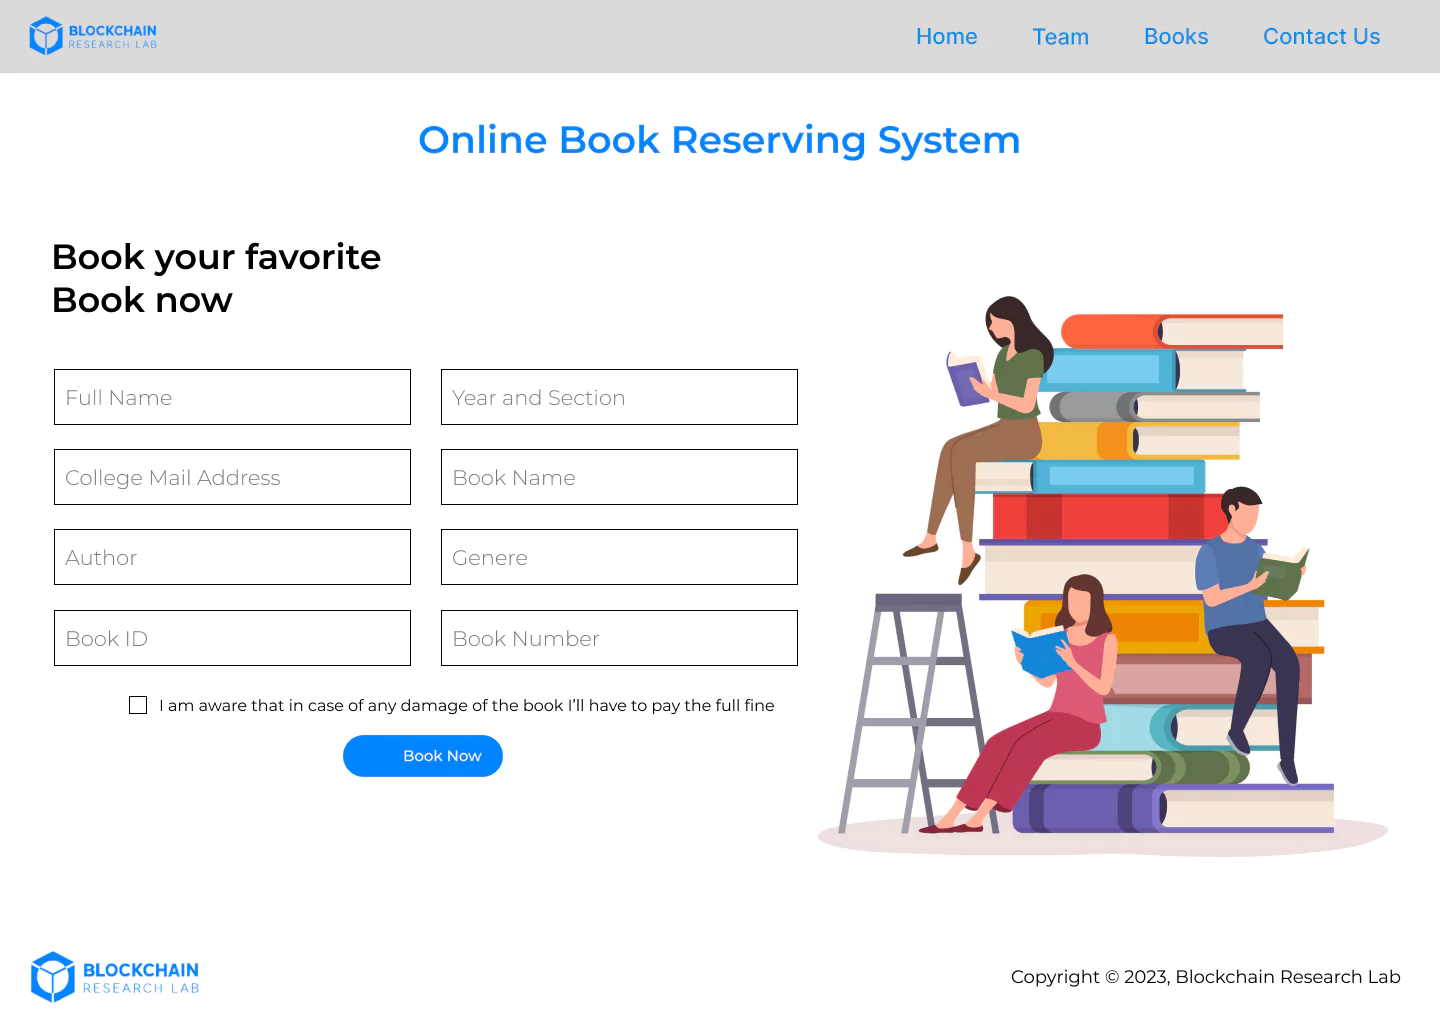 BLOCKCHAIN
RESEARCH LAB
Home Team Books Contact Us
Online Book Reserving System
Book your favorite
Book now
Full Name
Year and Section
College Mail Address
Book Name
Author
Genere
Book ID
Book Number
I am aware that in case of any damage of the book I’ll have to pay the full fine
Book Now
BLOCKCHAIN
RESEARCH LAB
Copyright © 2023, Blockchain Research Lab